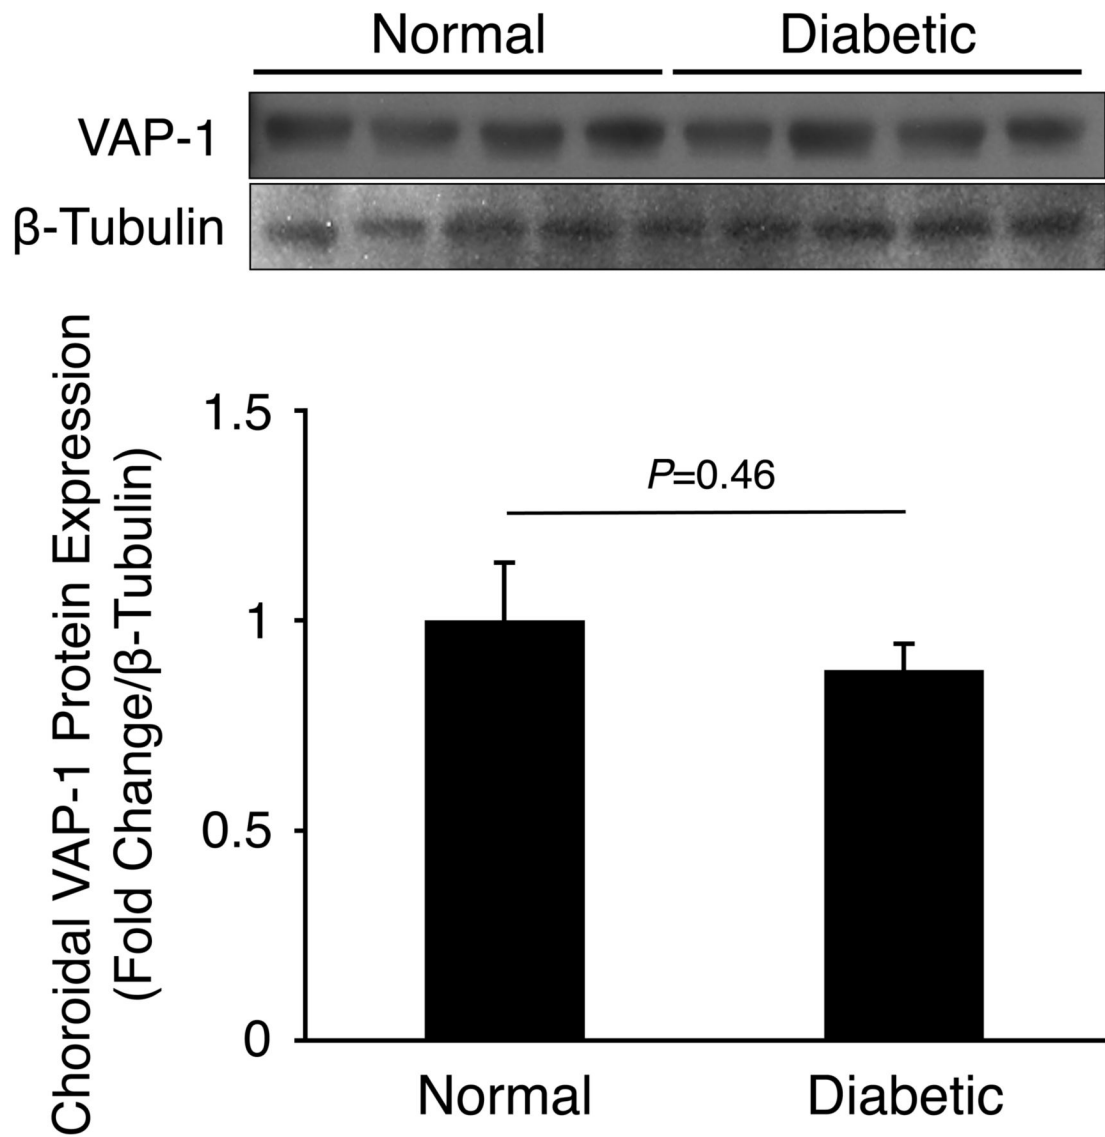 Normal Diabetic
VAP-1
β-Tubulin
Choroidal VAP-1 Protein Expression
(Fold Change/β-Tubulin)
1.5
1
0.5
0
P=0.46
Normal Diabetic